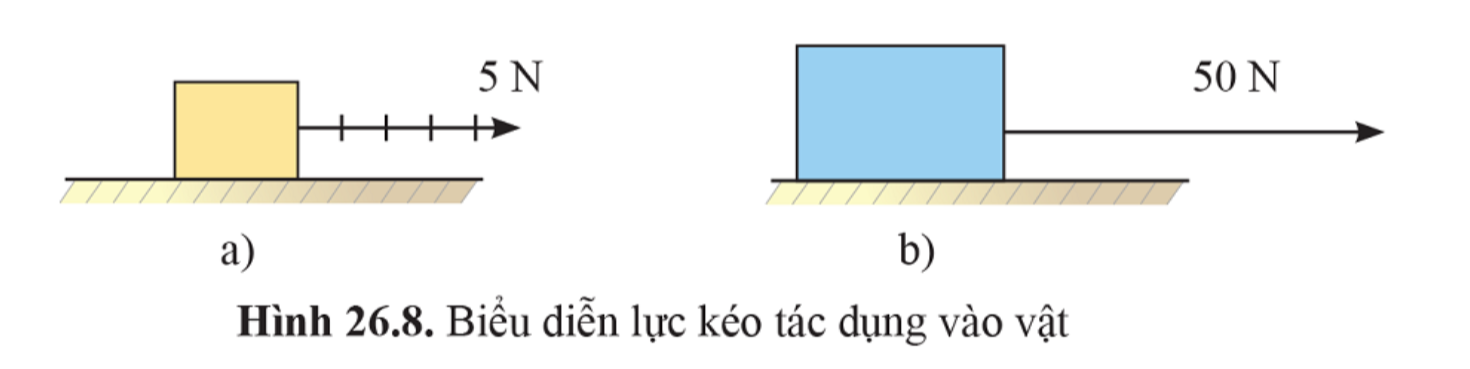 5 N
50 N
a)
b)
Hình 26.8. Biểu diễn lực kéo tác dụng vào vật